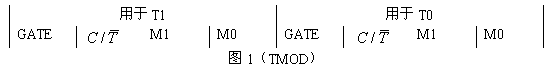 用于 T1 用于 T0
GATE C / T̅ M1 M0 GATE C / T̅ M1 M0
图 1（TMOD）